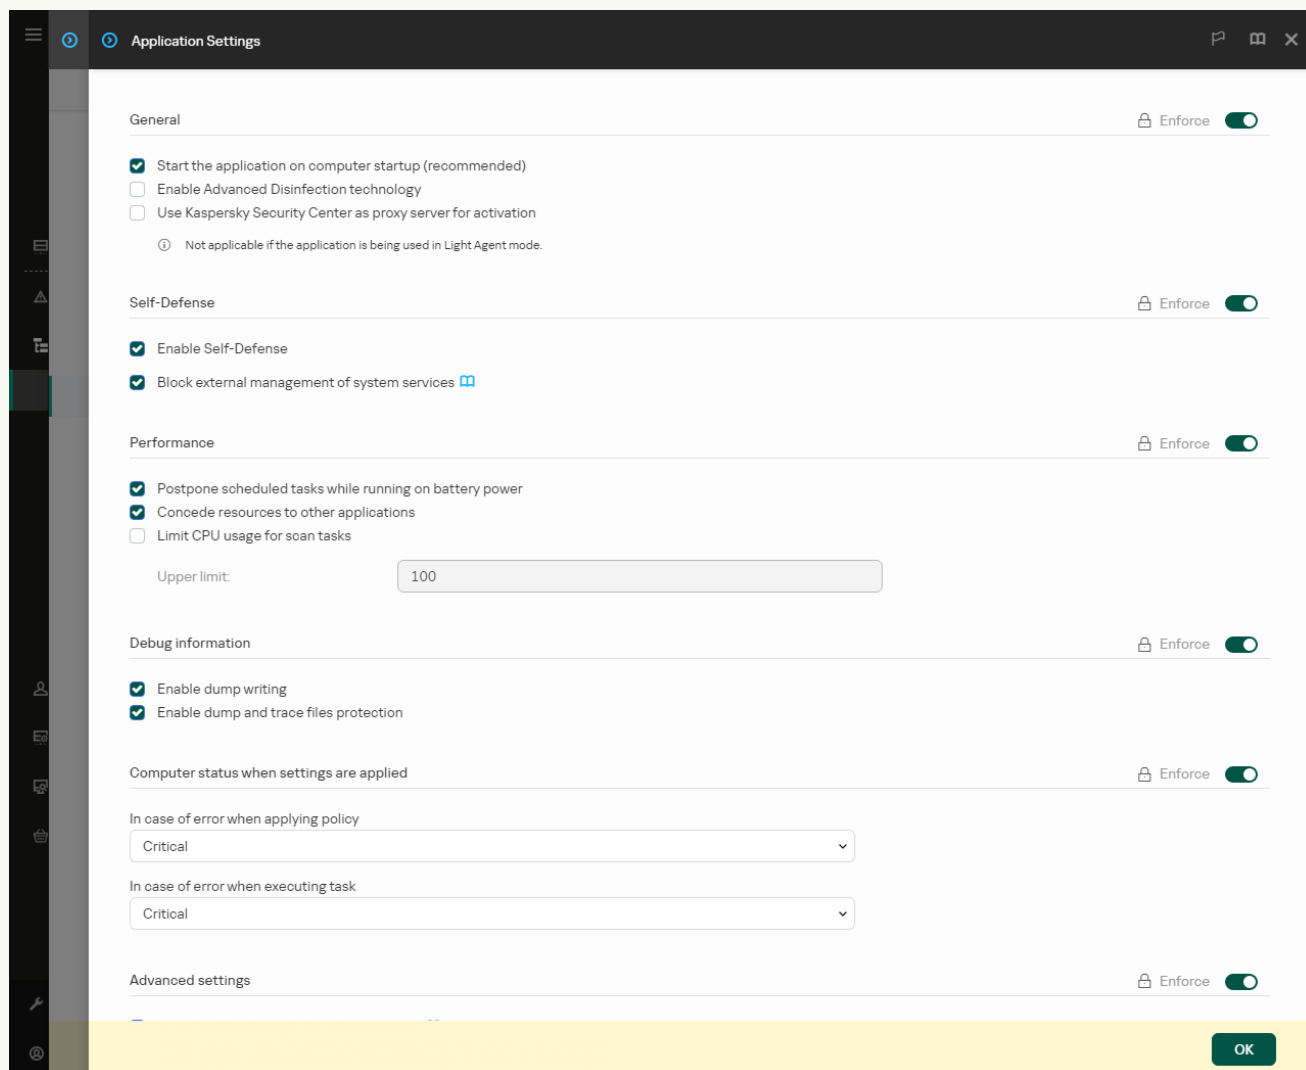 Application Settings
General
Enforce
Start the application on computer startup (recommended)
Enable Advanced Disinfection technology
Use Kaspersky Security Center as proxy server for activation
Not applicable if the application is being used in Light Agent mode.
Self-Defense
Enforce
Enable Self-Defense
Block external management of system services
Performance
Enforce
Postpone scheduled tasks while running on battery power
Concede resources to other applications
Limit CPU usage for scan tasks
Upper limit:
100
Debug information
Enforce
Enable dump writing
Enable dump and trace files protection
Computer status when settings are applied
Enforce
In case of error when applying policy
Critical
In case of error when executing task
Critical
Advanced settings
Enforce
OK